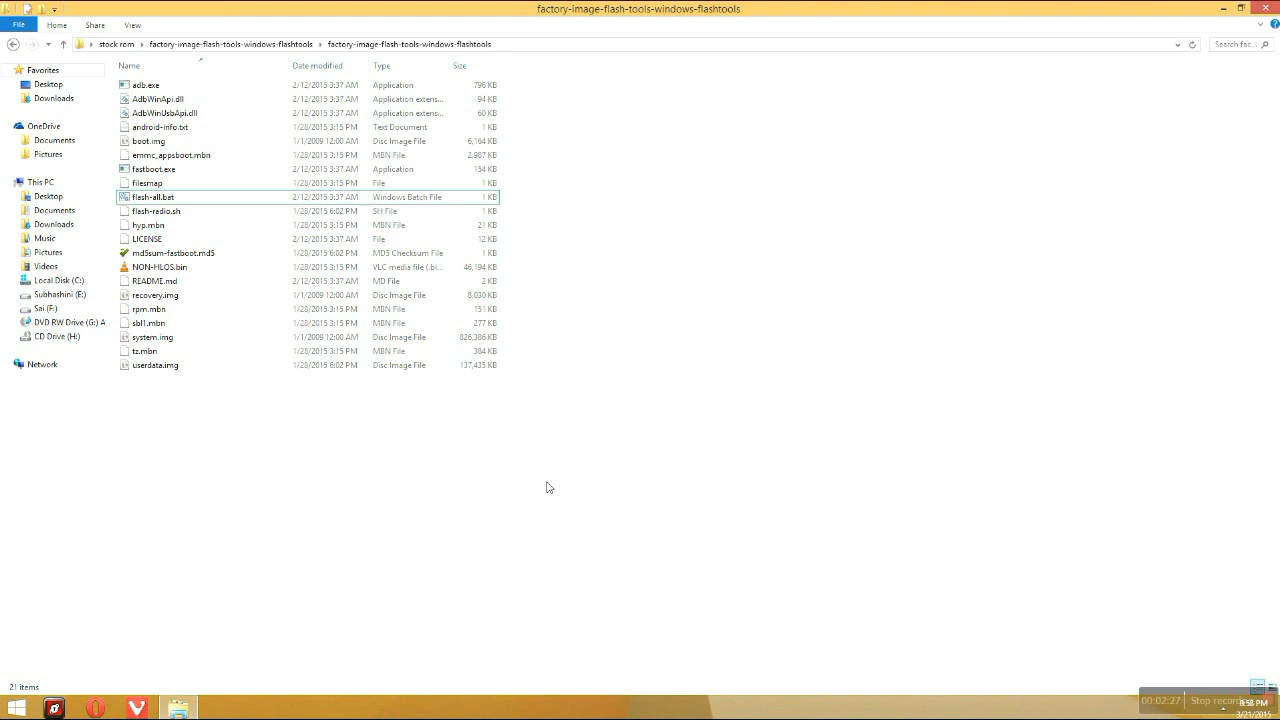 factory-image-flash-tools-windows-flashtools
File Home Share View
stock rom factory-image-flash-tools-windows-flashtools factory-image-flash-tools-windows-flashtools Search fac...
Name Date modified Type Size
Favorites
Desktop
Downloads
OneDrive
Documents
Pictures
This PC
Desktop
Documents
Downloads
Music
Pictures
Videos
Local Disk (C:)
Subhashini (E:)
Sai (F:)
DVD RW Drive (G:) A
CD Drive (H:)
Network
adb.exe 2/12/2015 3:37 AM Application 796 KB
AdbWinApi.dll 2/12/2015 3:37 AM Application extens... 94 KB
AdbWinUsbApi.dll 2/12/2015 3:37 AM Application extens... 60 KB
android-info.txt 1/28/2015 3:15 PM Text Document 1 KB
boot.img 1/1/2009 12:00 AM Disc Image File 6,164 KB
emmc_appsboot.mbn 1/28/2015 3:15 PM MBN File 2,987 KB
fastboot.exe 2/12/2015 3:37 AM Application 154 KB
filesmap 1/28/2015 3:15 PM File 1 KB
flash-all.bat 2/12/2015 3:37 AM Windows Batch File 1 KB
flash-radio.sh 1/28/2015 6:02 PM SH File 1 KB
hyp.mbn 1/28/2015 3:15 PM MBN File 21 KB
LICENSE 2/12/2015 3:37 AM File 12 KB
md5sum-fastboot.md5 1/28/2015 6:02 PM MD5 Checksum File 1 KB
NON-HLOS.bin 1/28/2015 3:15 PM VLC media file (.bi... 46,194 KB
README.md 2/12/2015 3:37 AM MD File 2 KB
recovery.img 1/1/2009 12:00 AM Disc Image File 8,030 KB
rpm.mbn 1/28/2015 3:15 PM MBN File 151 KB
sbl1.mbn 1/28/2015 3:15 PM MBN File 277 KB
system.img 1/1/2009 12:00 AM Disc Image File 826,386 KB
tz.mbn 1/28/2015 3:15 PM MBN File 384 KB
userdata.img 1/28/2015 6:02 PM Disc Image File 137,435 KB
21 items
00:02:27 Stop recording 8:58 PM
3/21/2015